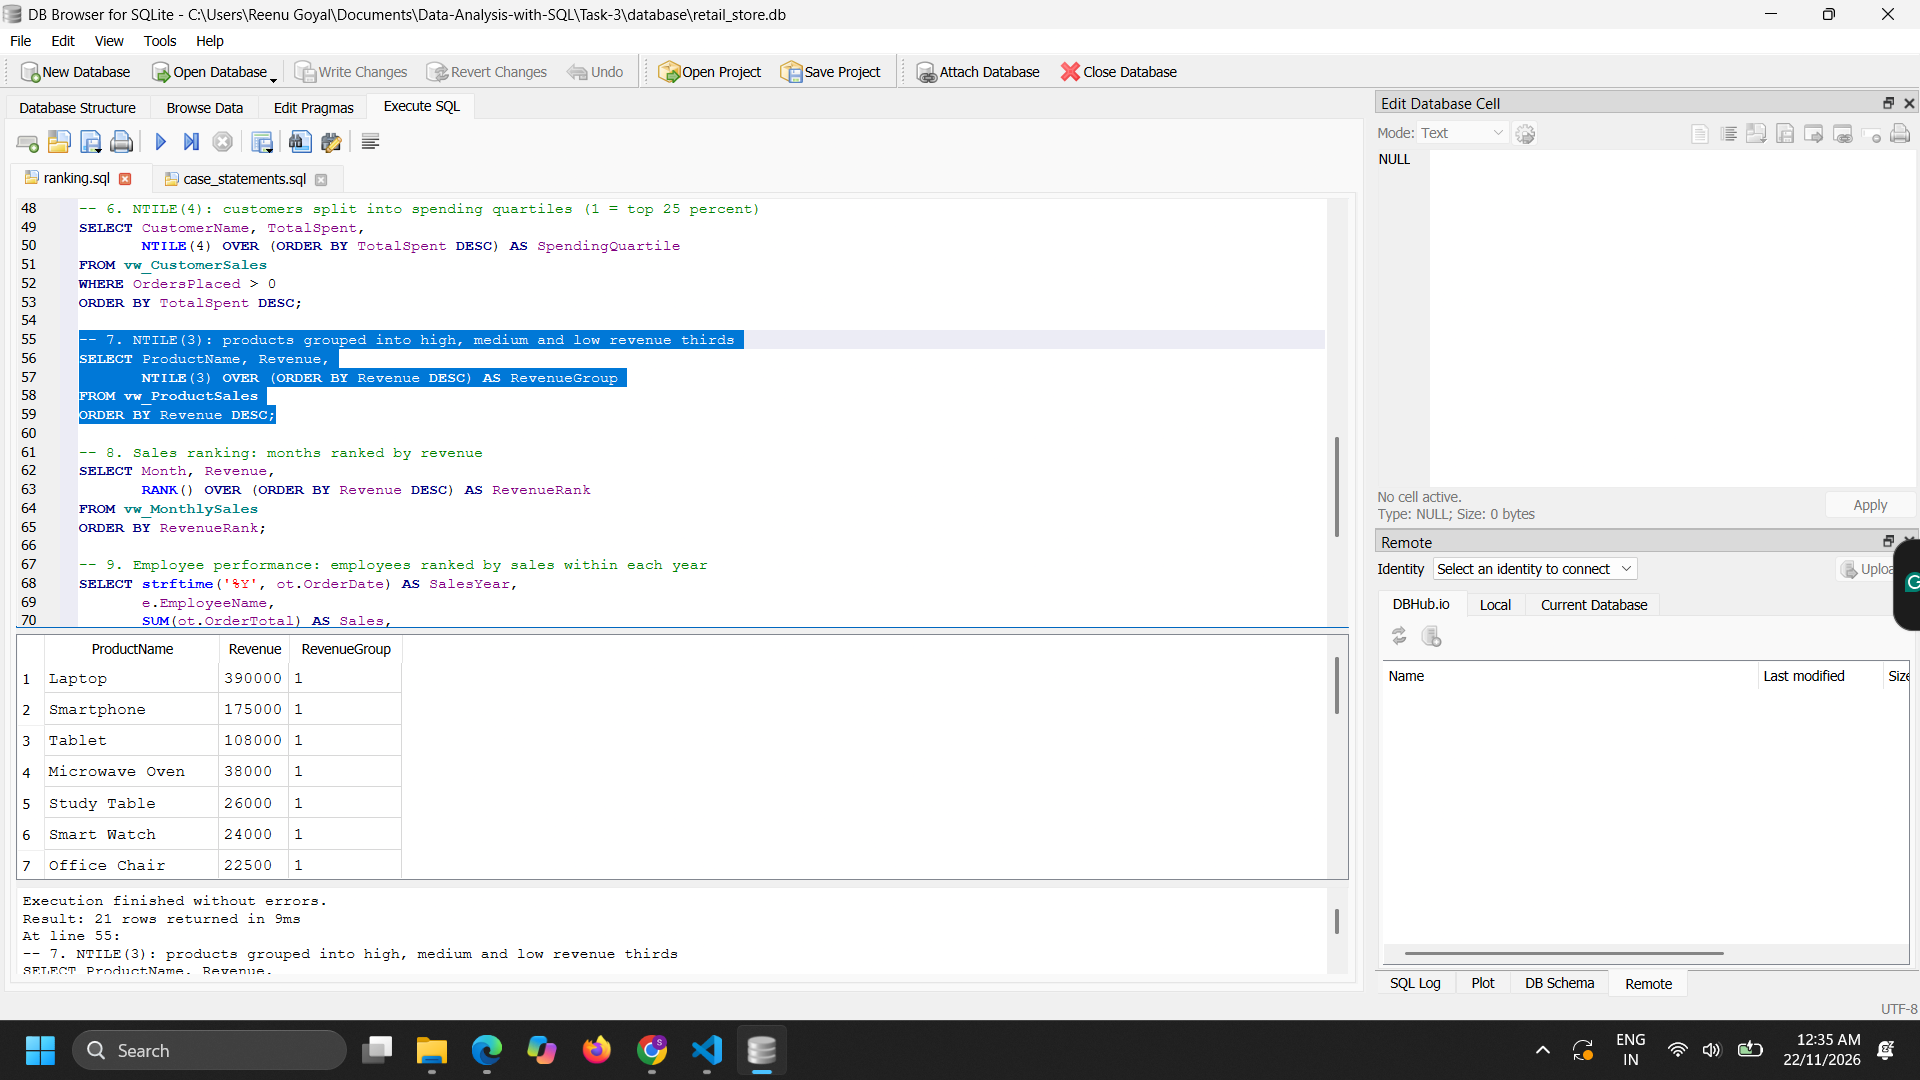 DB Browser for SQLite - C:\Users\Reenu Goyal\Documents\Data-Analysis-with-SQL\Task-3\database\retail_store.db
File Edit View Tools Help
New Database Open Database Write Changes Revert Changes Undo Open Project Save Project Attach Database Close Database
Database Structure Browse Data Edit Pragmas Execute SQL
ranking.sql case_statements.sql
48 -- 6. NTILE(4): customers split into spending quartiles (1 = top 25 percent)
49 SELECT CustomerName, TotalSpent,
50 NTILE(4) OVER (ORDER BY TotalSpent DESC) AS SpendingQuartile
51 FROM vw_CustomerSales
52 WHERE OrdersPlaced > 0
53 ORDER BY TotalSpent DESC;
54
55 -- 7. NTILE(3): products grouped into high, medium and low revenue thirds
56 SELECT ProductName, Revenue,
57 NTILE(3) OVER (ORDER BY Revenue DESC) AS RevenueGroup
58 FROM vw_ProductSales
59 ORDER BY Revenue DESC;
60
61 -- 8. Sales ranking: months ranked by revenue
62 SELECT Month, Revenue,
63 RANK() OVER (ORDER BY Revenue DESC) AS RevenueRank
64 FROM vw_MonthlySales
65 ORDER BY RevenueRank;
66
67 -- 9. Employee performance: employees ranked by sales within each year
68 SELECT strftime('%Y', ot.OrderDate) AS SalesYear,
69 e.EmployeeName,
70 SUM(ot.OrderTotal) AS Sales,
ProductName Revenue RevenueGroup
1 Laptop 390000 1
2 Smartphone 175000 1
3 Tablet 108000 1
4 Microwave Oven 38000 1
5 Study Table 26000 1
6 Smart Watch 24000 1
7 Office Chair 22500 1
Execution finished without errors.
Result: 21 rows returned in 9ms
At line 55:
-- 7. NTILE(3): products grouped into high, medium and low revenue thirds
SELECT ProductName, Revenue,
Edit Database Cell
Mode: Text
NULL
No cell active.
Type: NULL; Size: 0 bytes
Apply
Remote
Identity Select an identity to connect Uploa
DBHub.io Local Current Database
Name Last modified Size
SQL Log Plot DB Schema Remote
UTF-8
Search
ENG
IN
12:35 AM
22/11/2026